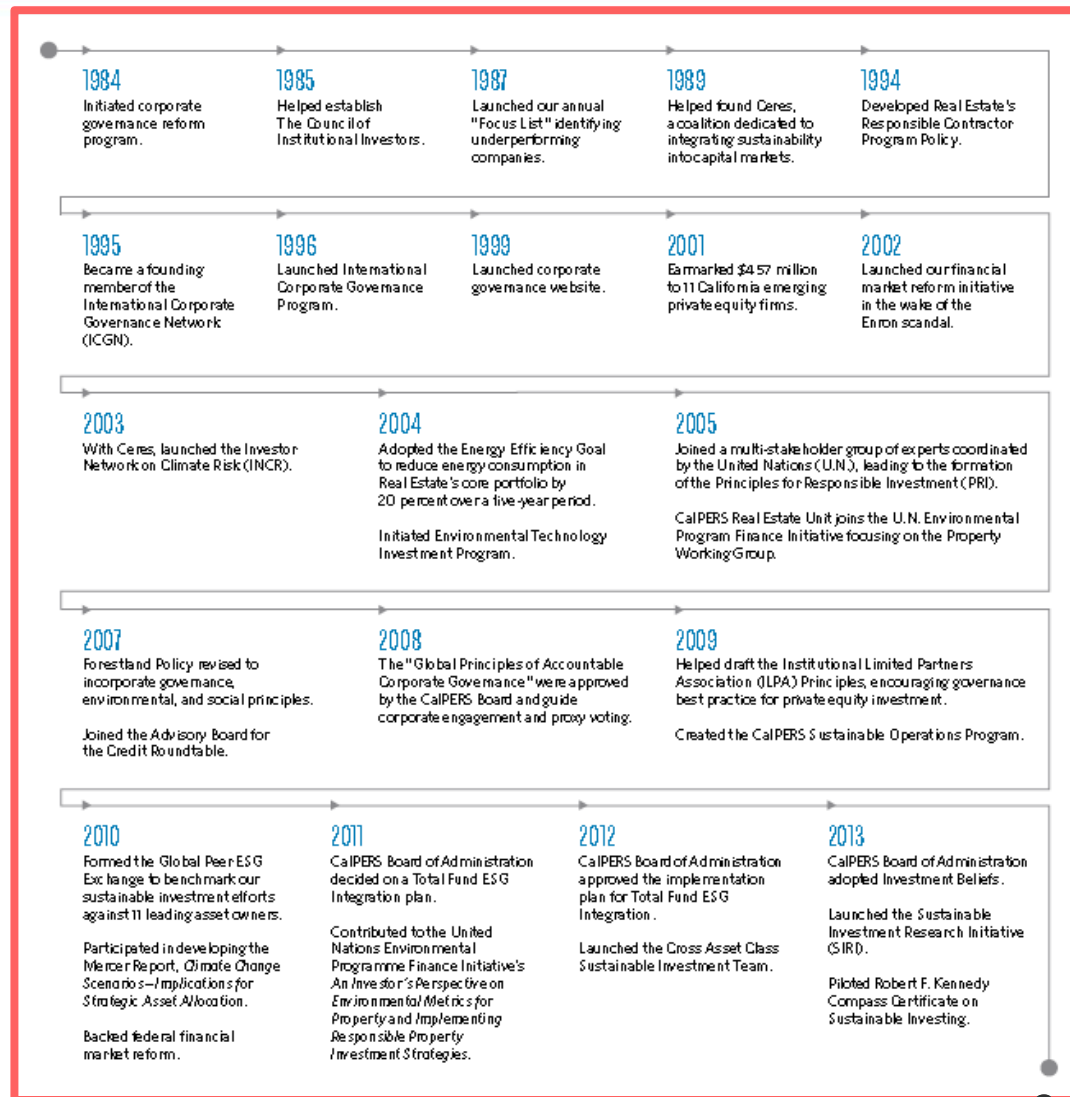 1984
Initiated corporate
governance reform
program.
1985
Helped establish
The Council of
Institutional Investors.
1987
Launched our annual
"Focus List" identifying
underperforming
companies.
1989
Helped found Ceres,
a coalition dedicated to
integrating sustainability
into capital markets.
1994
Developed Real Estate's
Responsible Contractor
Program Policy.
1995
Became a founding
member of the
International Corporate
Governance Network
(ICGN).
1996
Launched International
Corporate Governance
Program.
1999
Launched corporate
governance website.
2001
Earmarked $457 million
to 11 California emerging
private equity firms.
2002
Launched our financial
market reform initiative
in the wake of the
Enron scandal.
2003
With Ceres, launched the Investor
Network on Climate Risk (INCR).
2004
Adopted the Energy Efficiency Goal
to reduce energy consumption in
Real Estate's core portfolio by
20 percent over a five-year period.
Initiated Environmental Technology
Investment Program.
2005
Joined a multi-stakeholder group of experts coordinated
by the United Nations (U.N.), leading to the formation
of the Principles for Responsible Investment (PRI).
CalPERS Real Estate Unit joins the U.N. Environmental
Program Finance Initiative focusing on the Property
Working Group.
2007
Forestland Policy revised to
incorporate governance,
environmental, and social principles.
Joined the Advisory Board for
the Credit Roundtable.
2008
The "Global Principles of Accountable
Corporate Governance" were approved
by the CalPERS Board and guide
corporate engagement and proxy voting.
2009
Helped draft the Institutional Limited Partners
Association (ILPA) Principles, encouraging governance
best practice for private equity investment.
Created the CalPERS Sustainable Operations Program.
2010
Formed the Global Peer ESG
Exchange to benchmark our
sustainable investment efforts
against 11 leading asset owners.
Participated in developing the
Mercer Report, Climate Change
Scenarios—Implications for
Strategic Asset Allocation.
Backed federal financial
market reform.
2011
CalPERS Board of Administration
decided on a Total Fund ESG
Integration plan.
Contributed to the United
Nations Environmental
Programme Finance Initiative's
An Investor's Perspective on
Environmental Metrics for
Property and Implementing
Responsible Property
Investment Strategies.
2012
CalPERS Board of Administration
approved the implementation
plan for Total Fund ESG
Integration.
Launched the Cross Asset Class
Sustainable Investment Team.
2013
CalPERS Board of Administration
adopted Investment Beliefs.
Launched the Sustainable
Investment Research Initiative
(SIRI).
Piloted Robert F. Kennedy
Compass Certificate on
Sustainable Investing.